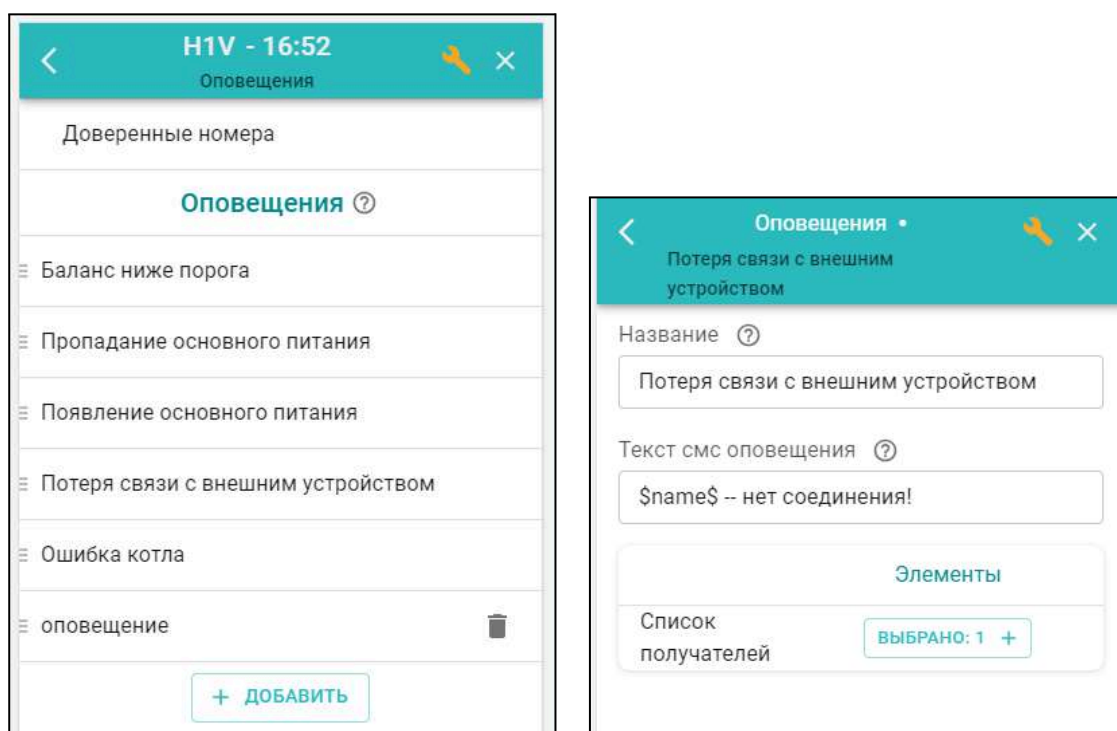 H1V - 16:52
Оповещения
Доверенные номера
Оповещения
Баланс ниже порога
Пропадание основного питания
Появление основного питания
Потеря связи с внешним устройством
Ошибка котла
оповещение
+ ДОБАВИТЬ
Оповещения •
Потеря связи с внешним
устройством
Название
Потеря связи с внешним устройством
Текст смс оповещения
$name$ -- нет соединения!
Элементы
Список
получателей
ВЫБРАНО: 1 +